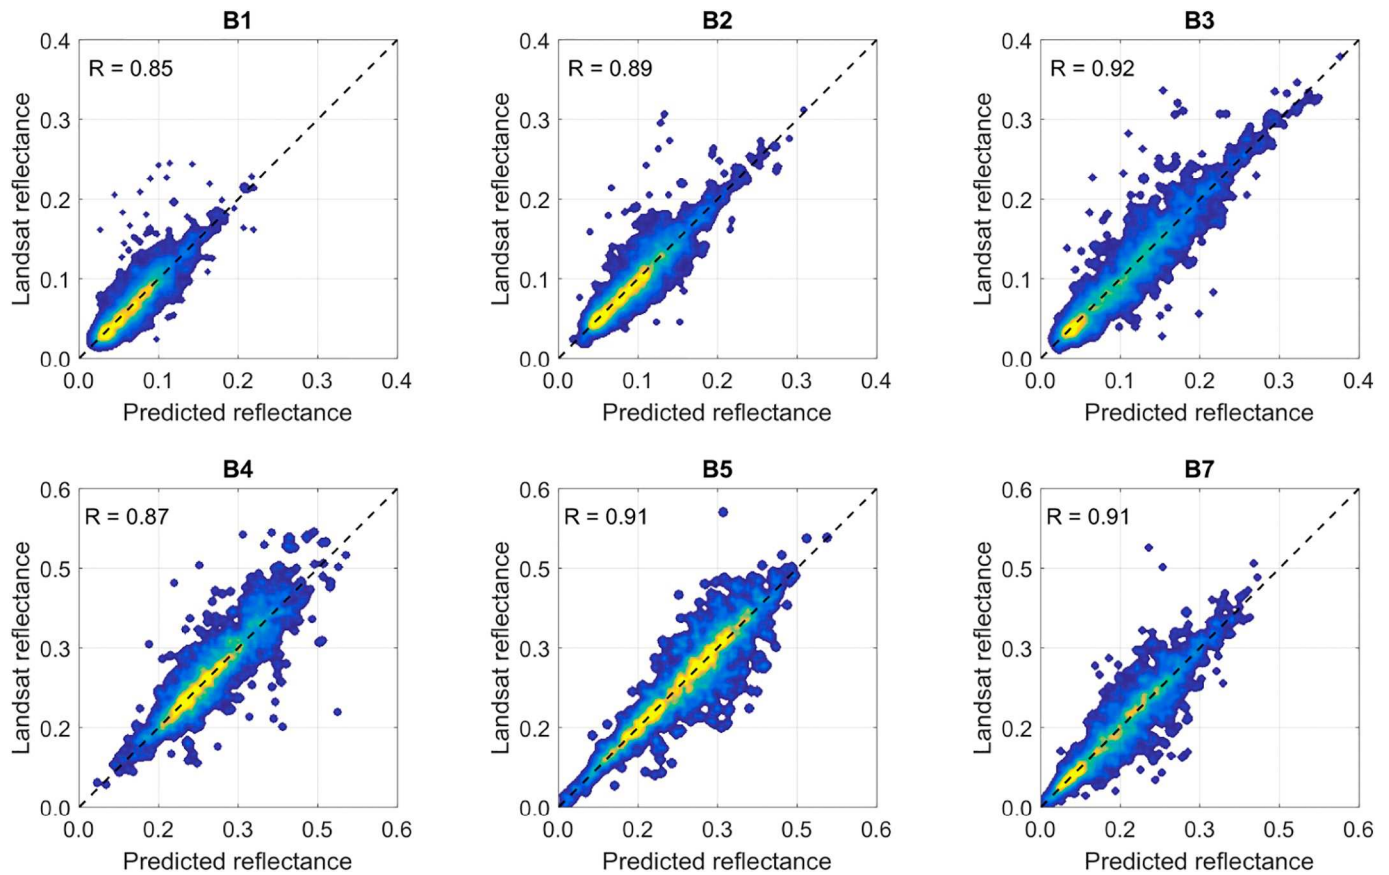 B1
R = 0.85
0.4
0.3
0.2
0.1
0.0
0.0 0.1 0.2 0.3 0.4
Landsat reflectance
Predicted reflectance
B2
R = 0.89
0.4
0.3
0.2
0.1
0.0
0.0 0.1 0.2 0.3 0.4
Landsat reflectance
Predicted reflectance
B3
R = 0.92
0.4
0.3
0.2
0.1
0.0
0.0 0.1 0.2 0.3 0.4
Landsat reflectance
Predicted reflectance
B4
R = 0.87
0.6
0.5
0.3
0.2
0.0
0.0 0.2 0.3 0.5 0.6
Landsat reflectance
Predicted reflectance
B5
R = 0.91
0.6
0.5
0.3
0.2
0.0
0.0 0.2 0.3 0.5 0.6
Landsat reflectance
Predicted reflectance
B7
R = 0.91
0.6
0.5
0.3
0.2
0.0
0.0 0.2 0.3 0.5 0.6
Landsat reflectance
Predicted reflectance